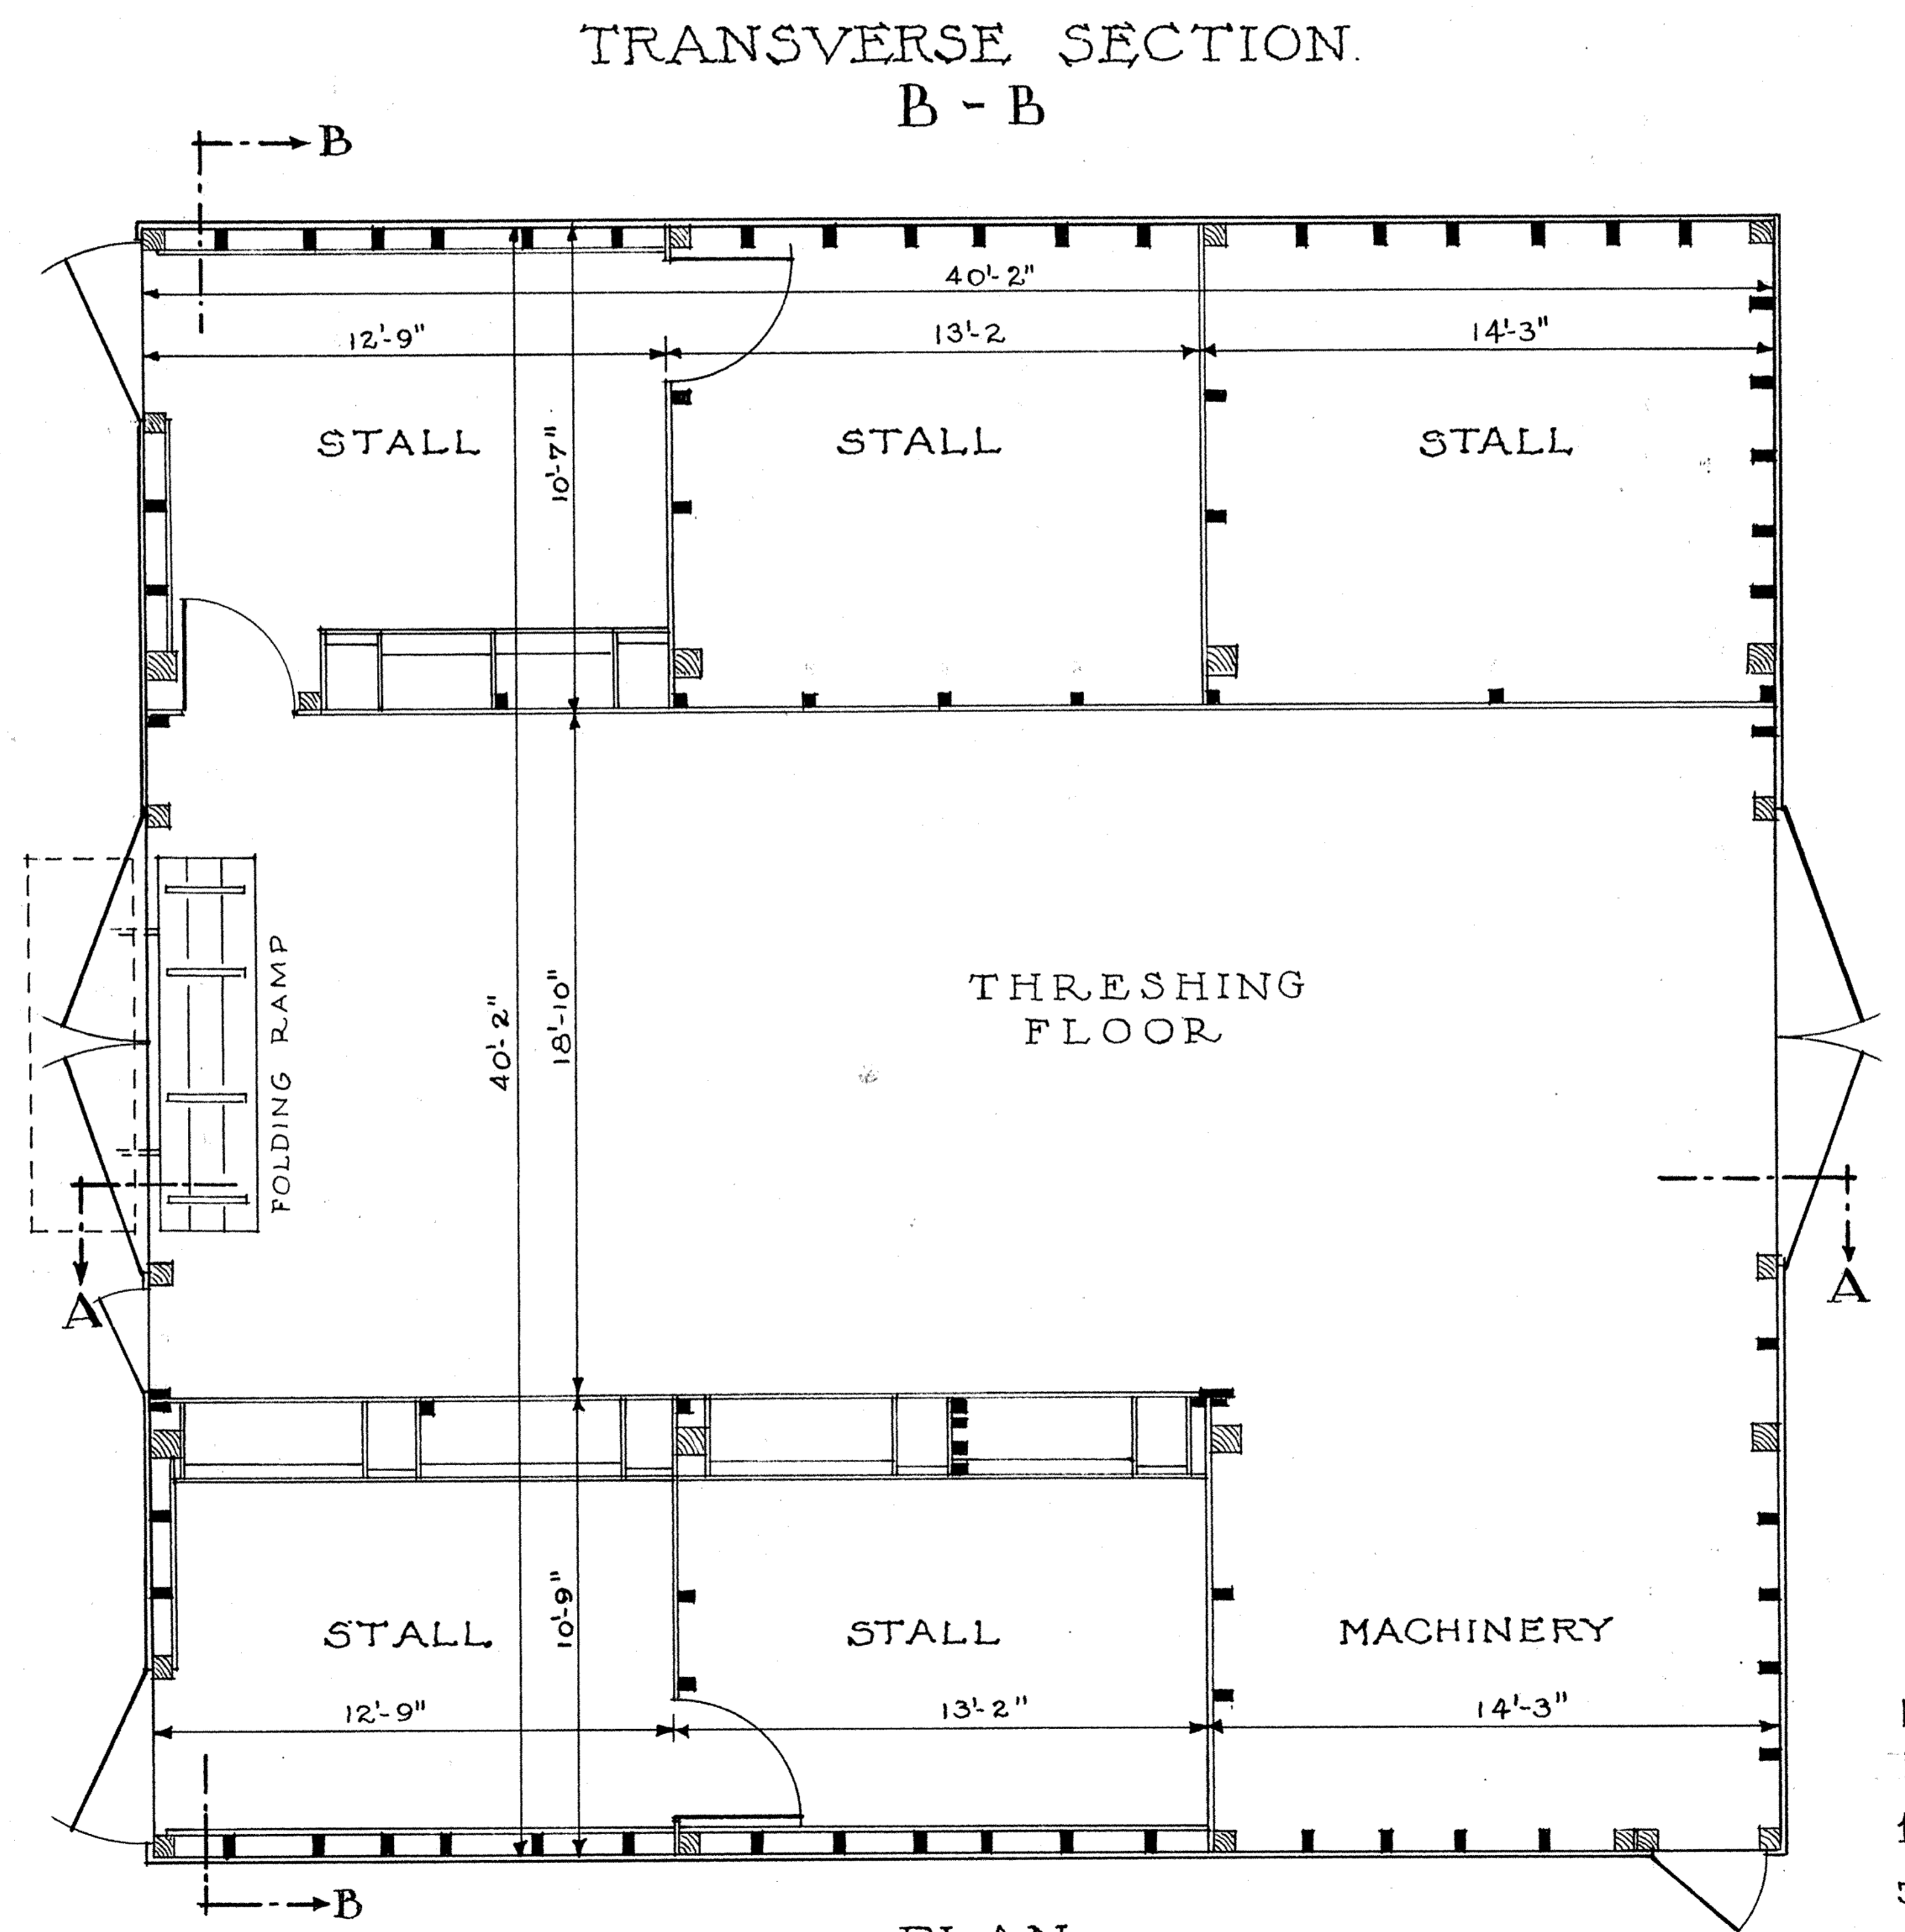 TRANSVERSE SECTION.
B - B
B
40'-2"
12'-9"
13'-2
14'-3"
STALL
STALL
STALL
10'-7"
THRESHING
FLOOR
FOLDING RAMP
40'-2"
18'-10"
A
A
10'-9"
STALL
STALL
MACHINERY
12'-9"
13'-2"
14'-3"
B
PLAN